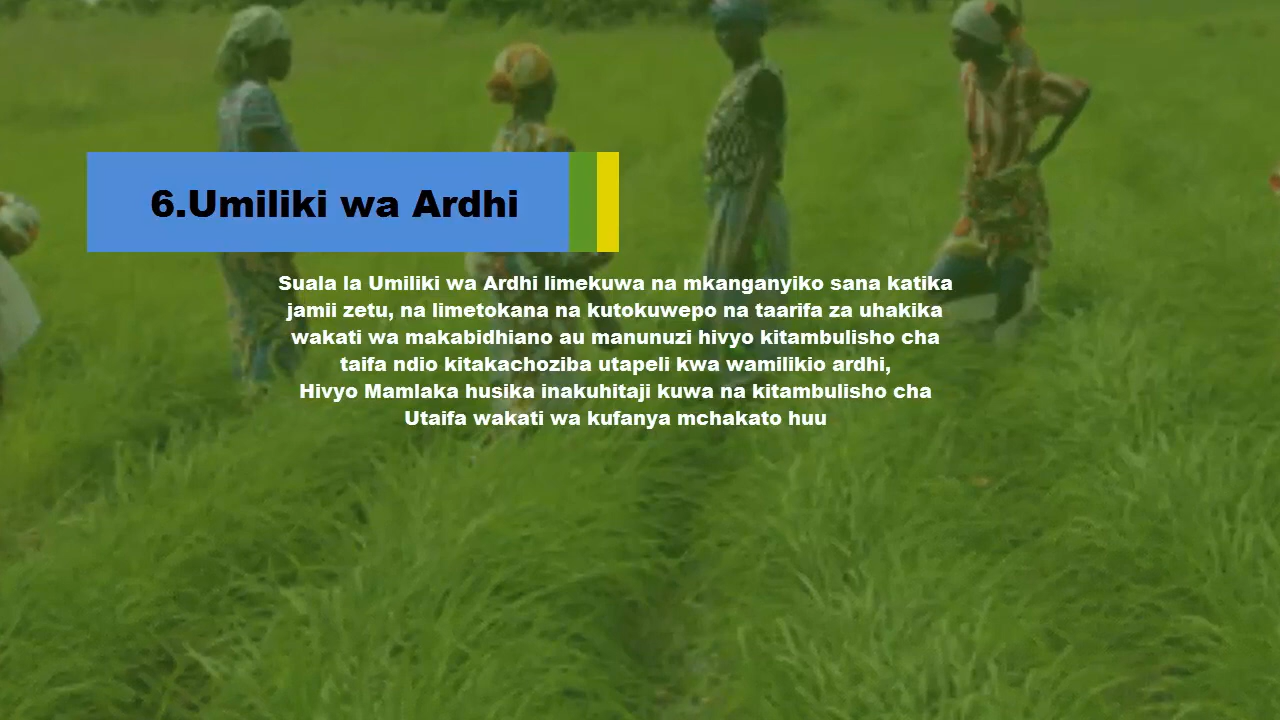 6.Umiliki wa Ardhi
Suala la Umiliki wa Ardhi limekuwa na mkanganyiko sana katika
jamii zetu, na limetokana na kutokuwepo na taarifa za uhakika
wakati wa makabidhiano au manunuzi hivyo kitambulisho cha
taifa ndio kitakachoziba utapeli kwa wamilikio ardhi,
Hivyo Mamlaka husika inakuhitaji kuwa na kitambulisho cha
Utaifa wakati wa kufanya mchakato huu